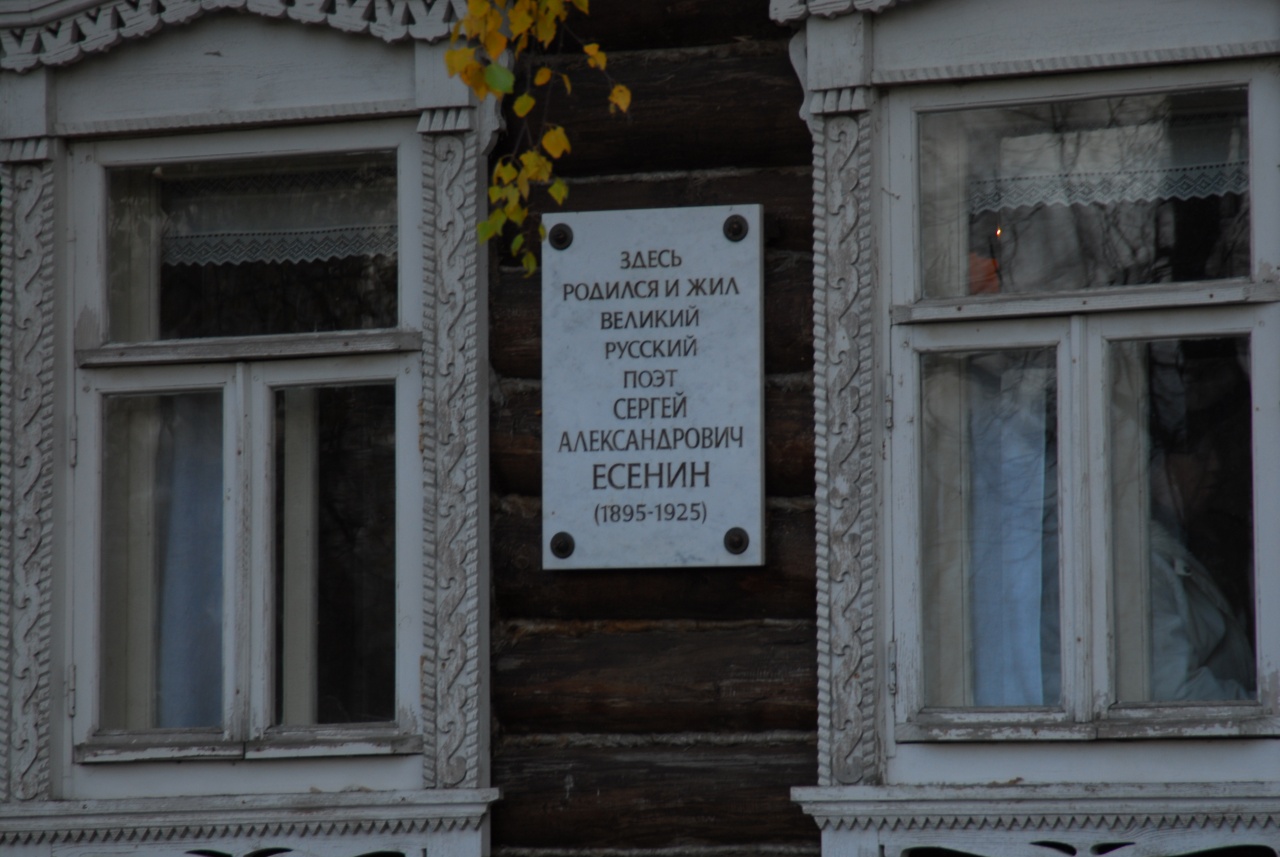 ЗДЕСЬ
РОДИЛСЯ И ЖИЛ
ВЕЛИКИЙ
РУССКИЙ
ПОЭТ
СЕРГЕЙ
АЛЕКСАНДРОВИЧ
ЕСЕНИН
(1895-1925)